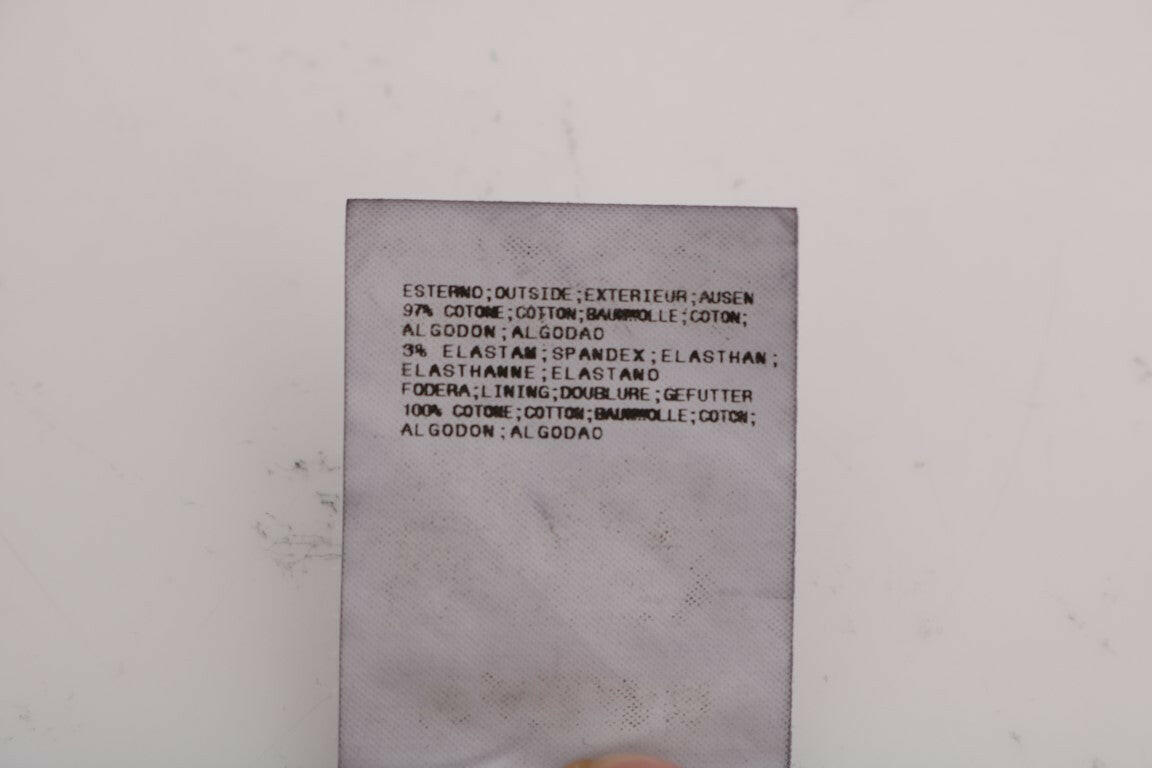 ESTERNO;OUTSIDE;EXTERIEUR;AUSEN
97% COTONE;COTTON;BAUMWOLLE;COTON;
ALGODON;ALGODAO
3% ELASTAM;SPANDEX;ELASTHAN;
ELASTHANNE;ELASTANO
FODERA;LINING;DOUBLURE;GEFUTTER
100% COTONE;COTTON;BAUMWOLLE;COTON;
ALGODON;ALGODAO